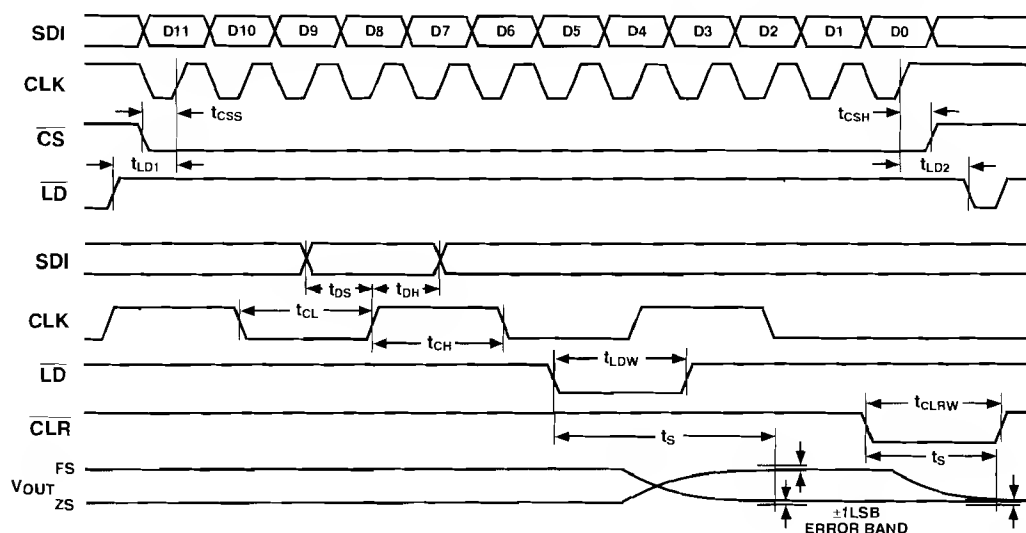 SDI D11 D10 D9 D8 D7 D6 D5 D4 D3 D2 D1 D0
CLK
tCSS tCSH
CS
tLD1 tLD2
LD
SDI
tDS tDH
tCL
CLK
tCH
tLDW
LD
tCLRW
CLR
tS tS
FS
VOUT
ZS
±1LSB
ERROR BAND